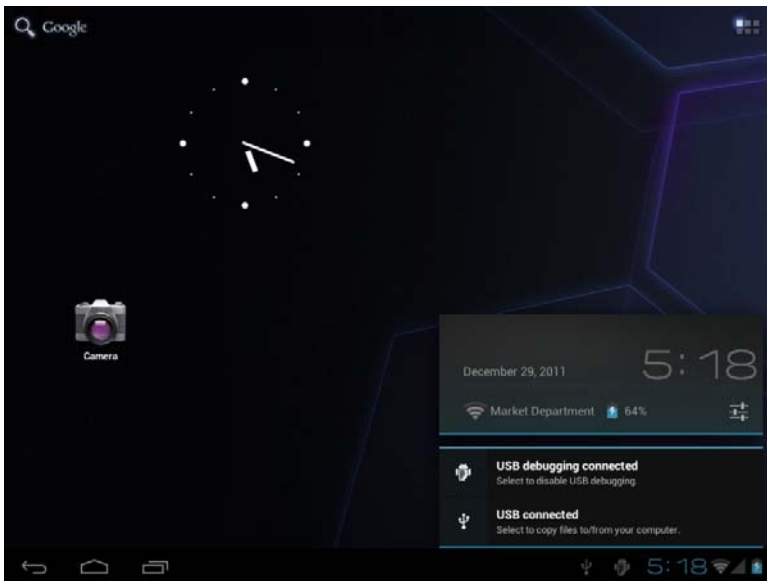 Google
Camera
December 29, 2011 5:18
Market Department 64%
USB debugging connected
Select to disable USB debugging.
USB connected
Select to copy files to/from your computer.
5:18